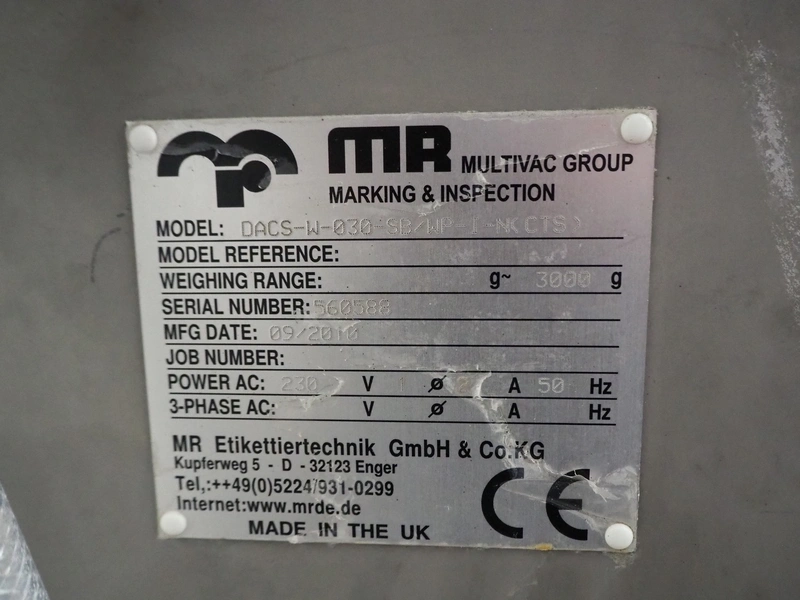 MR MULTIVAC GROUP
MARKING & INSPECTION
MODEL: DACS-W-030-SB/WP-1-NK(CTS)
MODEL REFERENCE:
WEIGHING RANGE: g~ 3000 g
SERIAL NUMBER: 560588
MFG DATE: 09/2010
JOB NUMBER:
POWER AC: 230 V 1 ø A 50 Hz
3-PHASE AC: V ø A Hz
MR Etikettiertechnik GmbH & Co.KG
Kupferweg 5 - D - 32123 Enger
Tel,:++49(0)5224/931-0299
Internet:www.mrde.de
MADE IN THE UK
CE